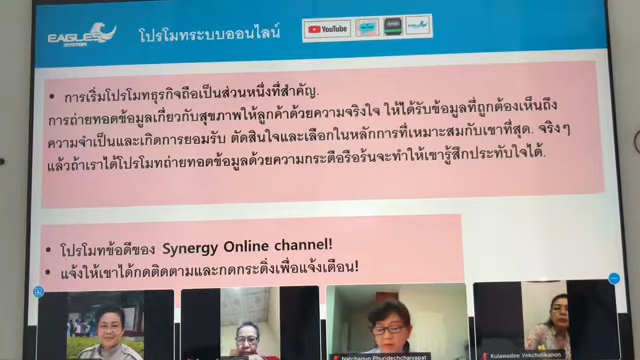 EAGLES
SYSTEM
โปรโมทระบบออนไลน์
YouTube
• การเริ่มโปรโมทธุรกิจถือเป็นส่วนหนึ่งที่สำคัญ.
การถ่ายทอดข้อมูลเกี่ยวกับสุขภาพให้ลูกค้าด้วยความจริงใจ ให้ได้รับข้อมูลที่ถูกต้องเห็นถึง
ความจำเป็นและเกิดการยอมรับ ตัดสินใจและเลือกในหลักการที่เหมาะสมกับเขาที่สุด. จริงๆ
แล้วถ้าเราได้โปรโมทถ่ายทอดข้อมูลด้วยความกระตือรือร้นจะทำให้เขารู้สึกประทับใจได้.
• โปรโมทข้อดีของ Synergy Online channel!
• แจ้งให้เขาได้กดติดตามและกดกระดิ่งเพื่อแจ้งเตือน!
Natchanun Phuridechchaivapat
Kulawadee Vekchalikanon